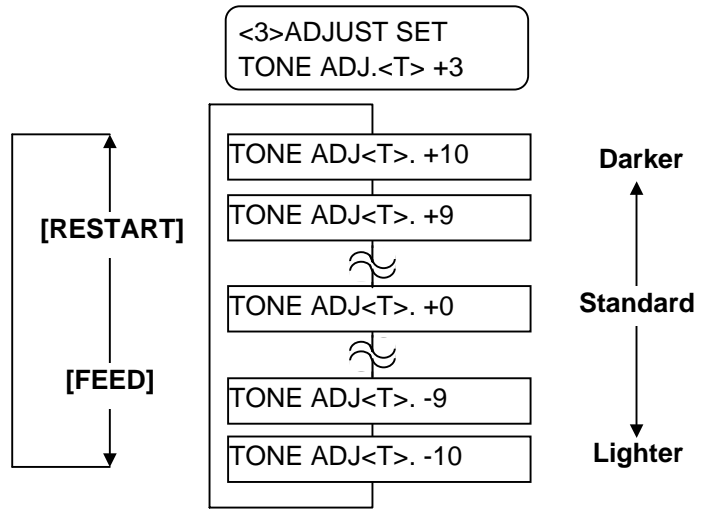 <3>ADJUST SET
TONE ADJ.<T> +3
TONE ADJ<T>. +10
Darker
TONE ADJ<T>. +9
[RESTART]
TONE ADJ<T>. +0
Standard
[FEED]
TONE ADJ<T>. -9
TONE ADJ<T>. -10
Lighter